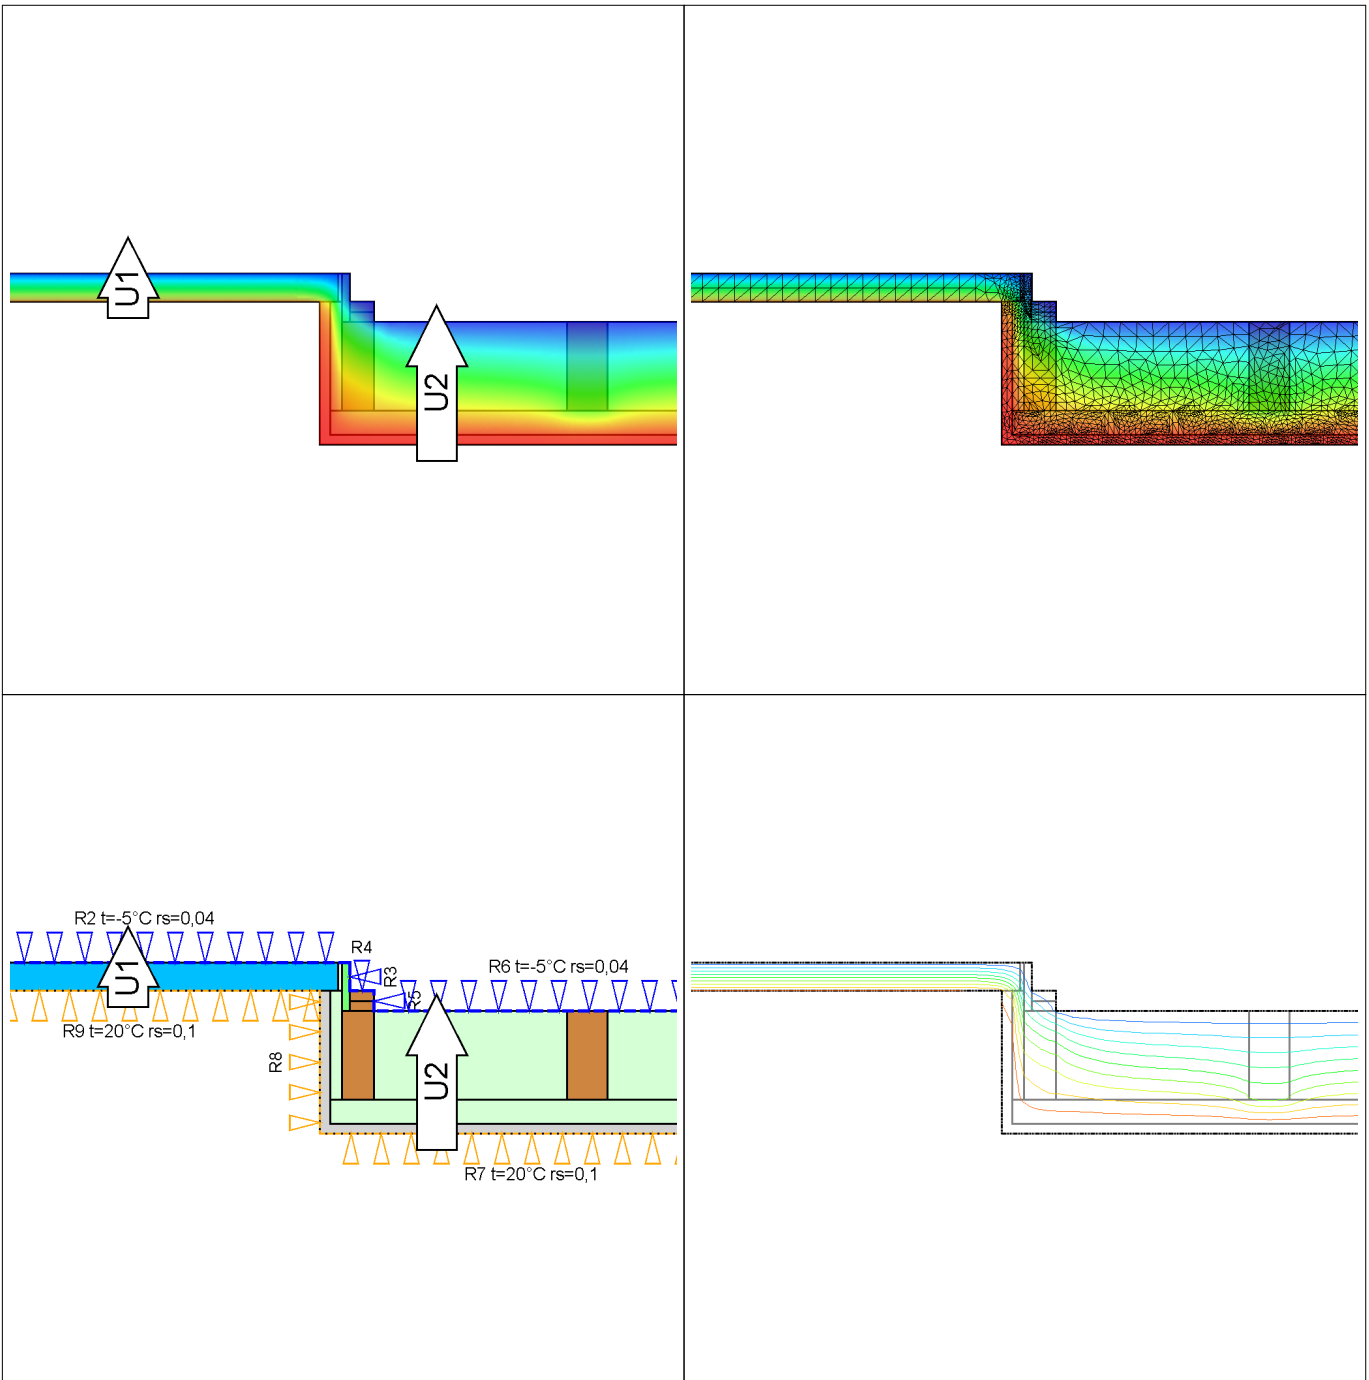 U1
U2
R2 t=-5°C rs=0,04
U1
R4
R3
R5
R6 t=-5°C rs=0,04
R9 t=20°C rs=0,1
R8
U2
R7 t=20°C rs=0,1